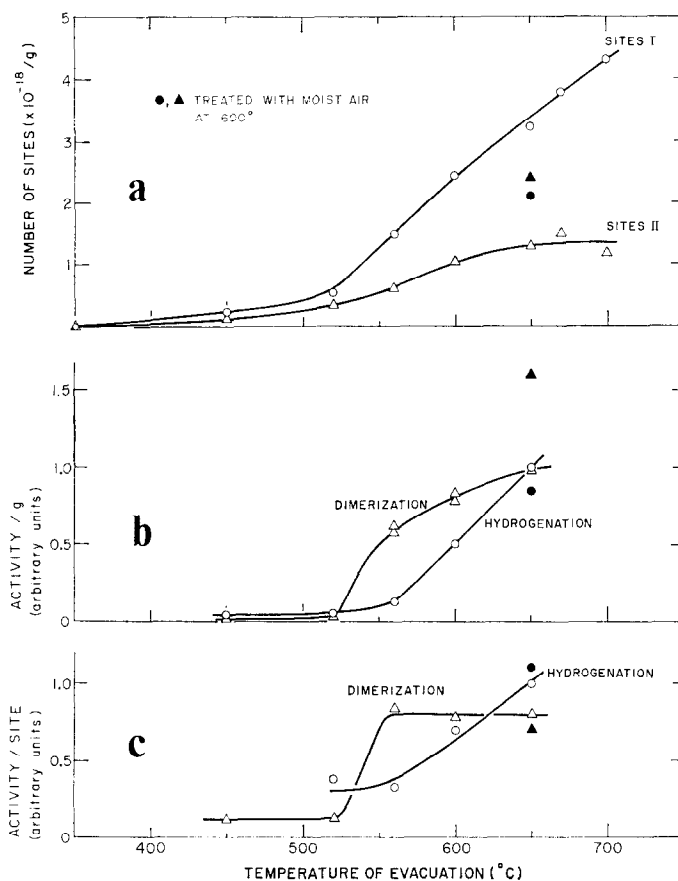 5
SITES I
●, ▲ TREATED WITH MOIST AIR
AT 600°
4
3
2
1
NUMBER OF SITES (x10⁻¹⁸/g)
a
SITES II
1.5
1.0
0.5
0
ACTIVITY / g
(arbitrary units)
b
DIMERIZATION
HYDROGENATION
1.0
0.5
0
ACTIVITY / SITE
(arbitrary units)
c
DIMERIZATION
HYDROGENATION
400 500 600 700
TEMPERATURE OF EVACUATION (°C)